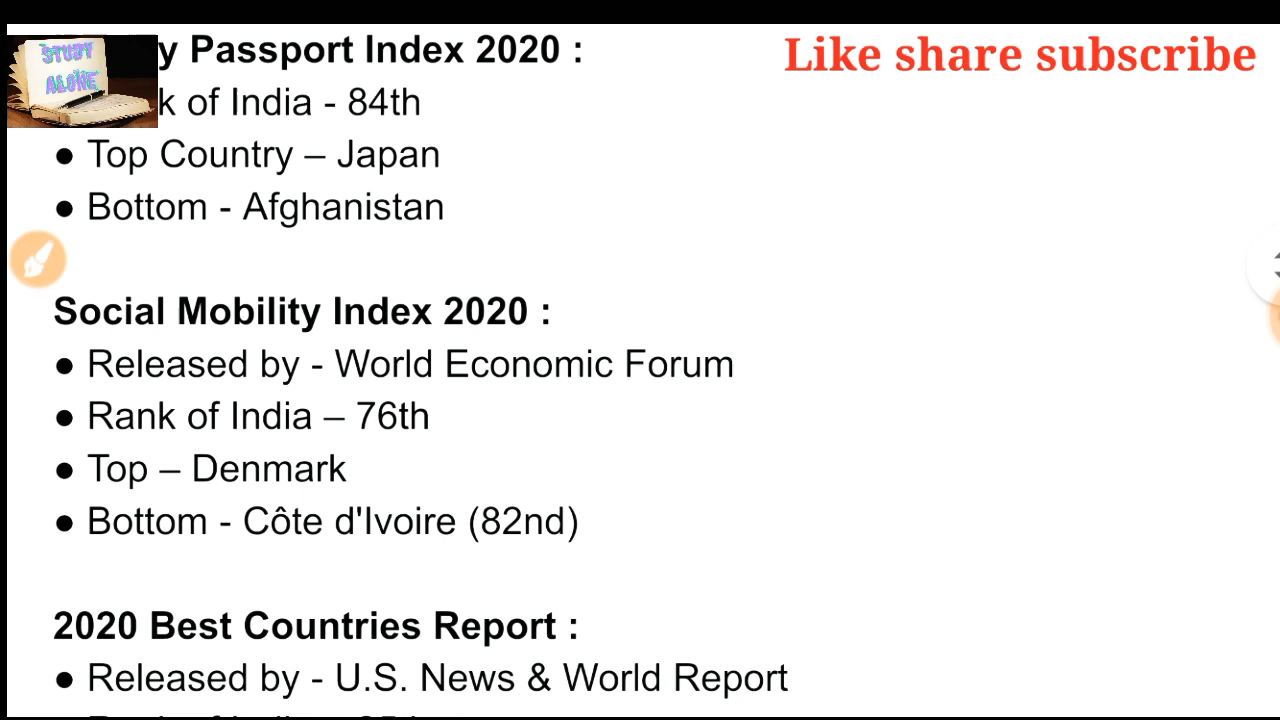 STUDY
ALONE
y Passport Index 2020 :
Like share subscribe
k of India - 84th
● Top Country – Japan
● Bottom - Afghanistan
Social Mobility Index 2020 :
● Released by - World Economic Forum
● Rank of India – 76th
● Top – Denmark
● Bottom - Côte d'Ivoire (82nd)
2020 Best Countries Report :
● Released by - U.S. News & World Report